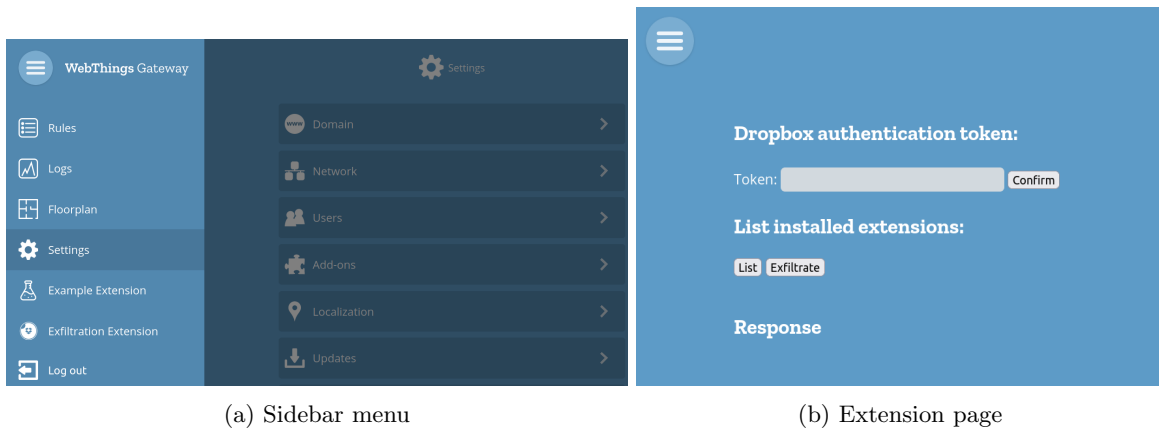 WebThings Gateway
Rules
Logs
Floorplan
Settings
Example Extension
Exfiltration Extension
Log out
Settings
www Domain
Network
Users
Add-ons
Localization
Updates
(a) Sidebar menu
Dropbox authentication token:
Token: Confirm
List installed extensions:
List Exfiltrate
Response
(b) Extension page